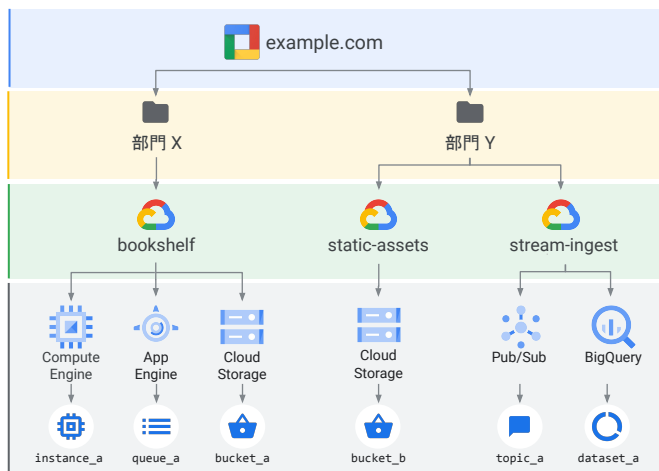 example.com
部門 X
部門 Y
bookshelf
static-assets
stream-ingest
Compute
Engine
App
Engine
Cloud
Storage
Cloud
Storage
Pub/Sub
BigQuery
instance_a
queue_a
bucket_a
bucket_b
topic_a
dataset_a